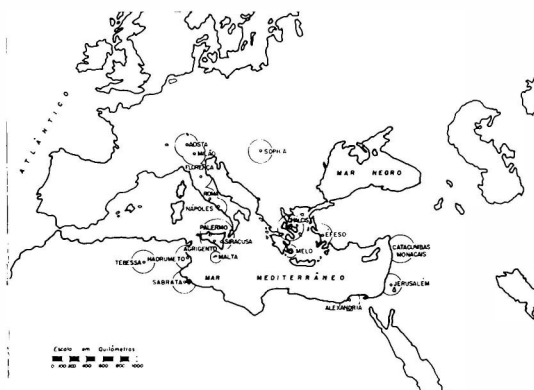 ATLÂNTICO
AOSTA
MILÃO
SOPHIA
FLORENÇA
MAR NEGRO
ROMA
NÁPOLES
PALERMO
EFESO
SIRACUSA
AGRIGENTO
MELO
CATACUMBAS
MONACAIS
HADRUMETO
TEBESSA
MALTA
MAR MEDITERRÂNEO
SABRATA
JERUSALÉM
ALEXANDRIA
Escala em Quilómetros
0 100 200 400 600 800 1000